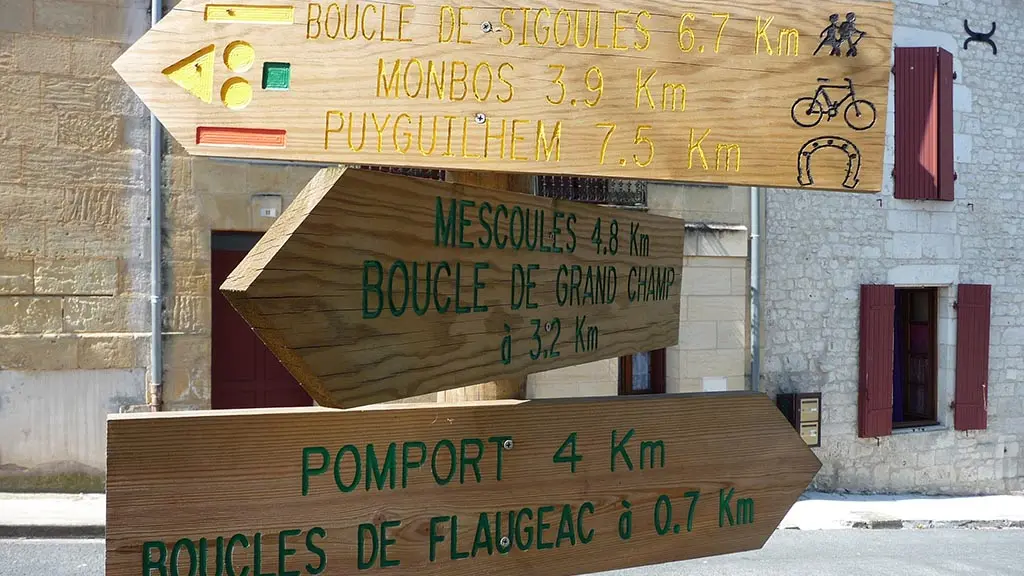 BOUCLE DE SIGOULES 6.7 Km
MONBOS 3.9 Km
PUYGUILHEM 7.5 Km
MESCOULES 4.8 Km
BOUCLE DE GRAND CHAMP
à 3.2 Km
POMPORT 4 Km
BOUCLES DE FLAUGEAC à 0.7 Km